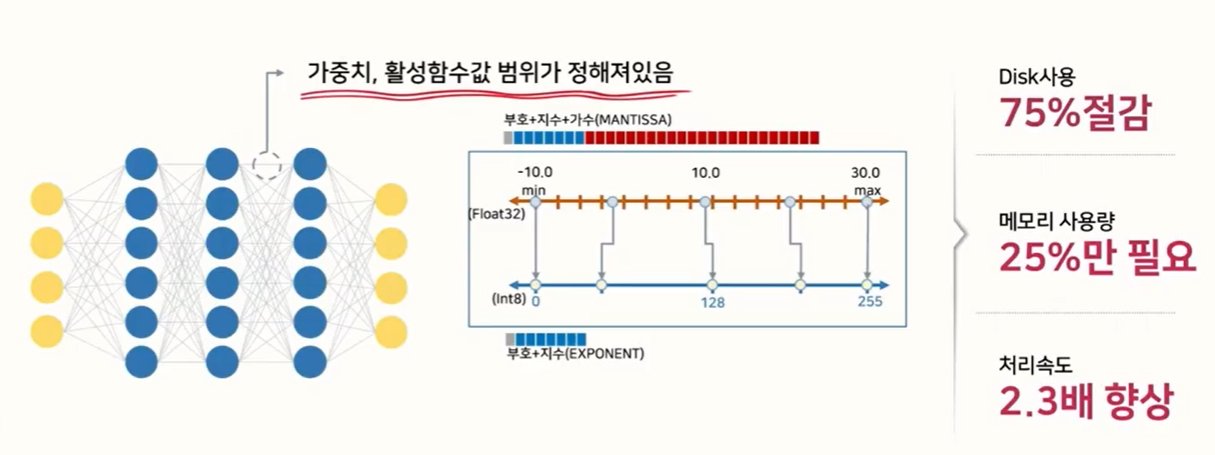 가중치, 활성함수값 범위가 정해져있음
부호+지수+가수(MANTISSA)
-10.0 10.0 30.0
min max
(Float32)
(Int8) 0 128 255
부호+지수(EXPONENT)
Disk사용
75%절감
메모리 사용량
25%만 필요
처리속도
2.3배 향상